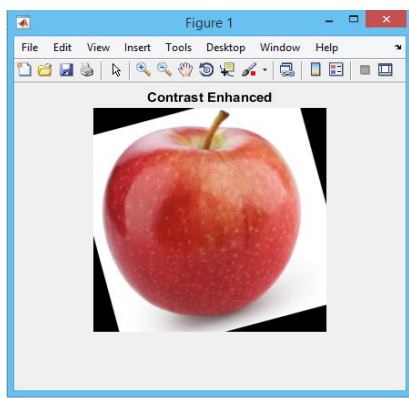 Figure 1
File Edit View Insert Tools Desktop Window Help
Contrast Enhanced